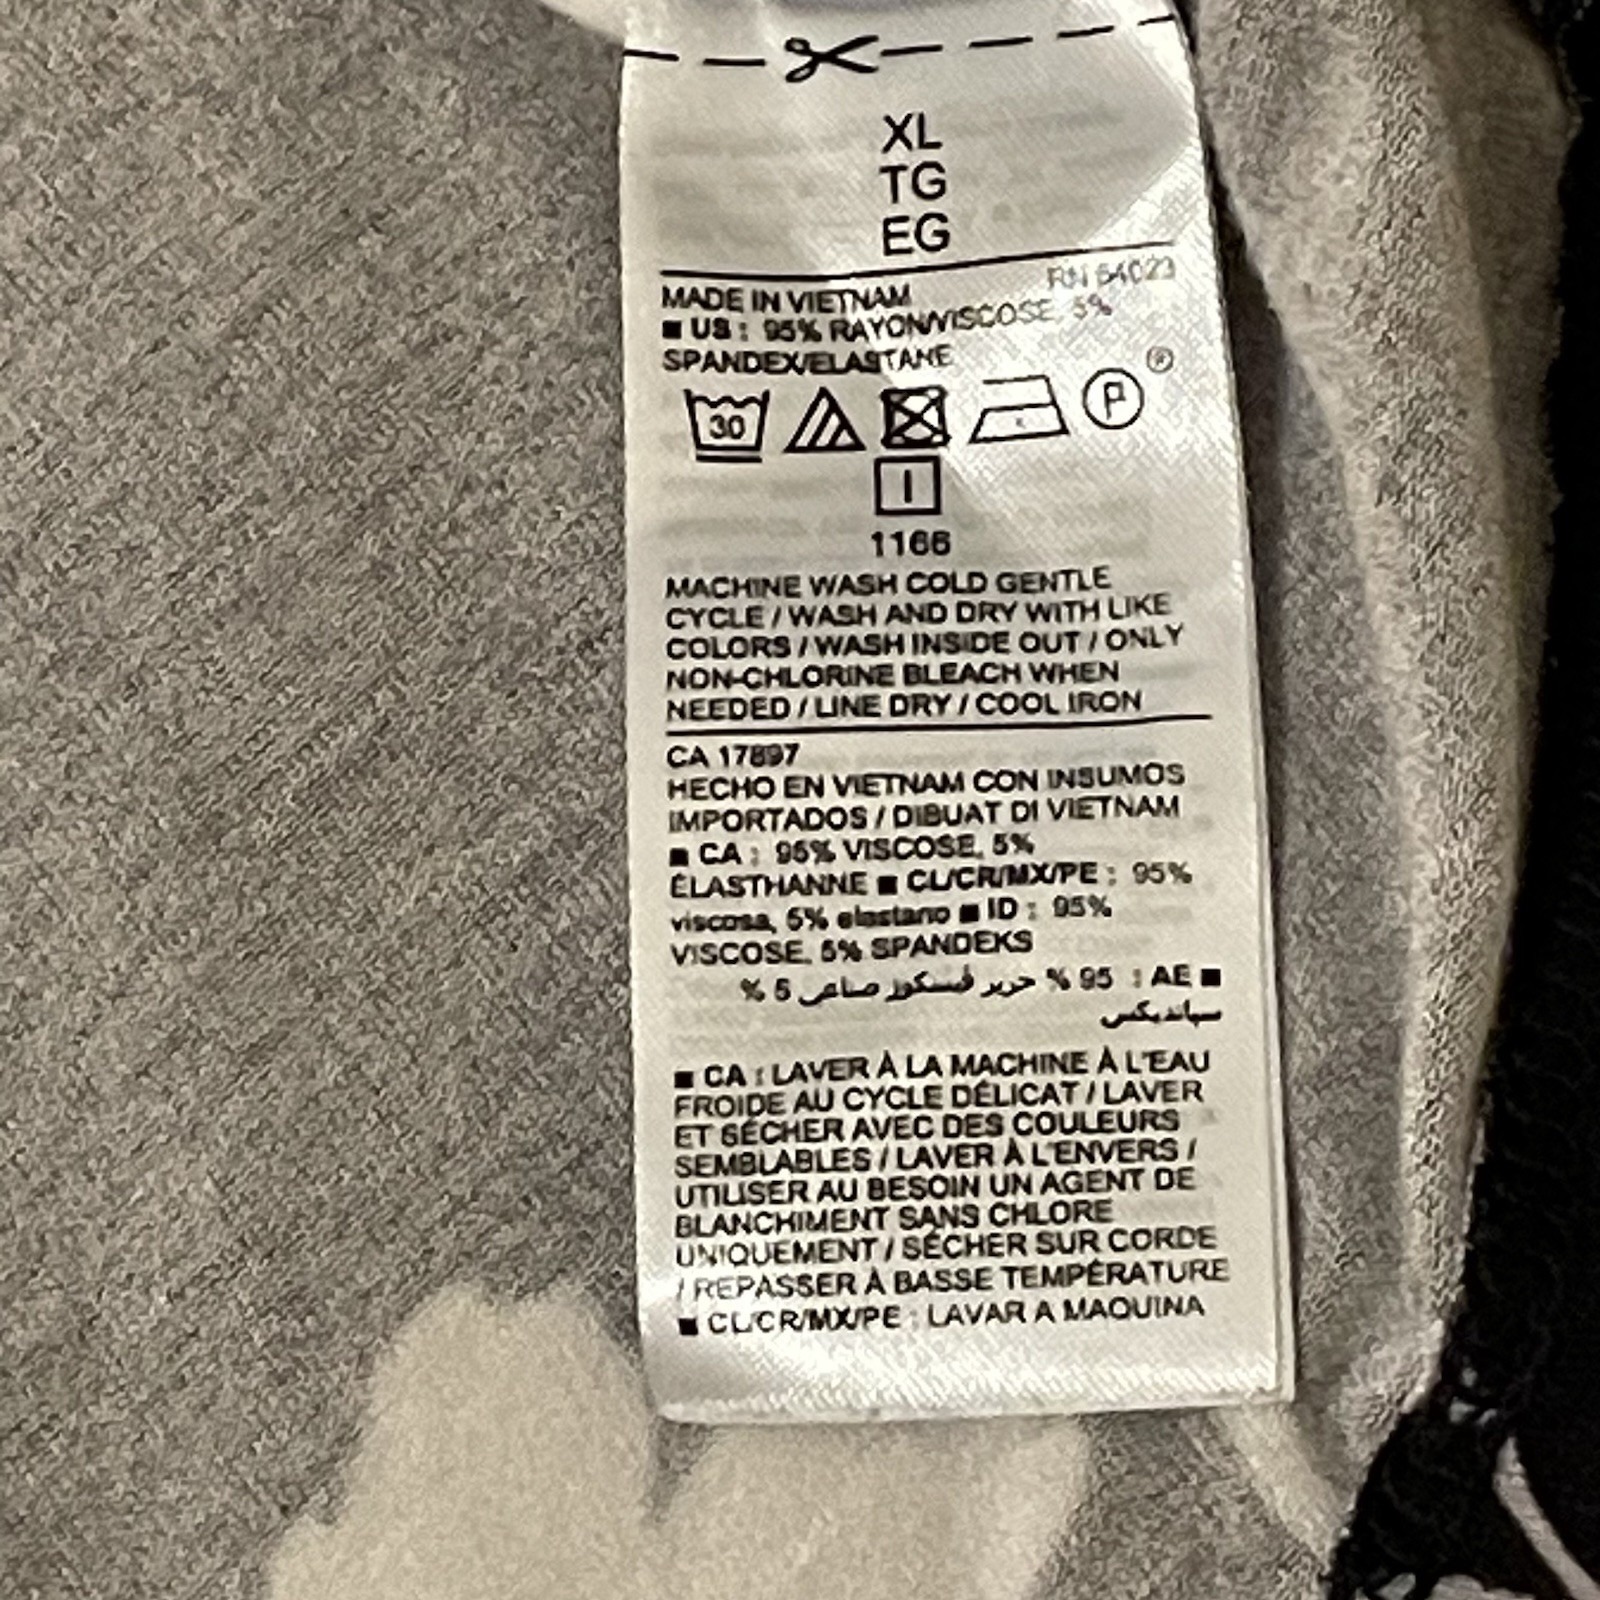 XL
TG
EG
RN 54023
MADE IN VIETNAM
■ US : 95% RAYON/VISCOSE, 5%
SPANDEX/ELASTANE
30
P
®
I
1166
MACHINE WASH COLD GENTLE
CYCLE / WASH AND DRY WITH LIKE
COLORS / WASH INSIDE OUT / ONLY
NON-CHLORINE BLEACH WHEN
NEEDED / LINE DRY / COOL IRON
CA 17897
HECHO EN VIETNAM CON INSUMOS
IMPORTADOS / DIBUAT DI VIETNAM
■ CA : 95% VISCOSE, 5%
ÉLASTHANNE ■ CL/CR/MX/PE : 95%
viscosa, 5% elastano ■ ID : 95%
VISCOSE, 5% SPANDEKS
■ AE : 95 % حرير فيسكوز صناعي 5 %
سباندیکس
■ CA : LAVER À LA MACHINE À L'EAU
FROIDE AU CYCLE DÉLICAT / LAVER
ET SÉCHER AVEC DES COULEURS
SEMBLABLES / LAVER À L'ENVERS /
UTILISER AU BESOIN UN AGENT DE
BLANCHIMENT SANS CHLORE
UNIQUEMENT / SÉCHER SUR CORDE
/ REPASSER À BASSE TEMPÉRATURE
■ CL/CR/MX/PE : LAVAR A MAQUINA